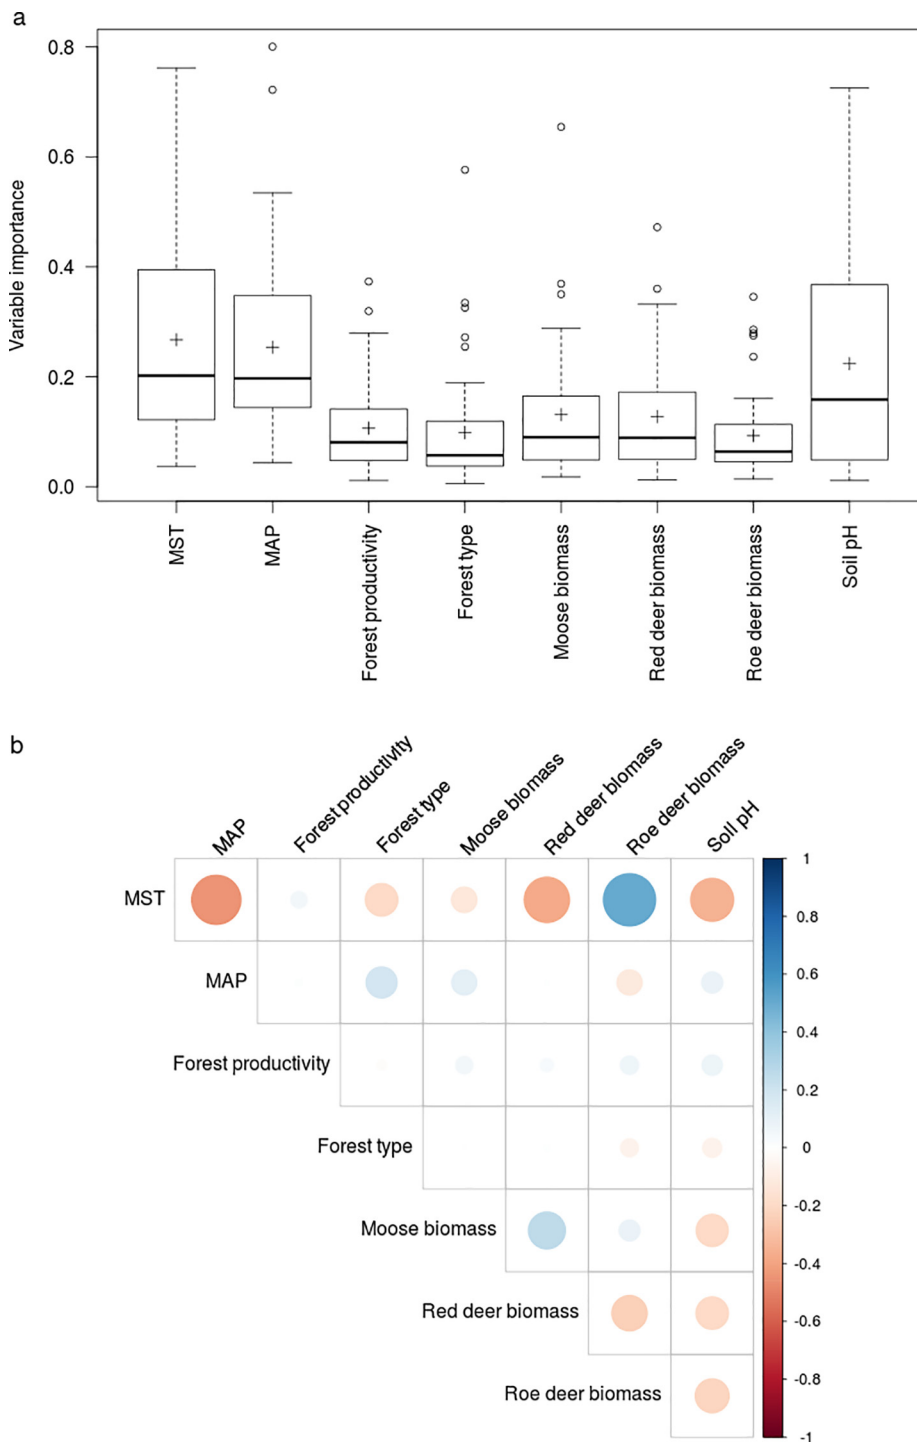 a
Variable importance
0.8
0.6
0.4
0.2
0.0
MST
MAP
Forest productivity
Forest type
Moose biomass
Red deer biomass
Roe deer biomass
Soil pH
b
MAP
Forest productivity
Forest type
Moose biomass
Red deer biomass
Roe deer biomass
Soil pH
MST
MAP
Forest productivity
Forest type
Moose biomass
Red deer biomass
Roe deer biomass
1
0.8
0.6
0.4
0.2
0
-0.2
-0.4
-0.6
-0.8
-1